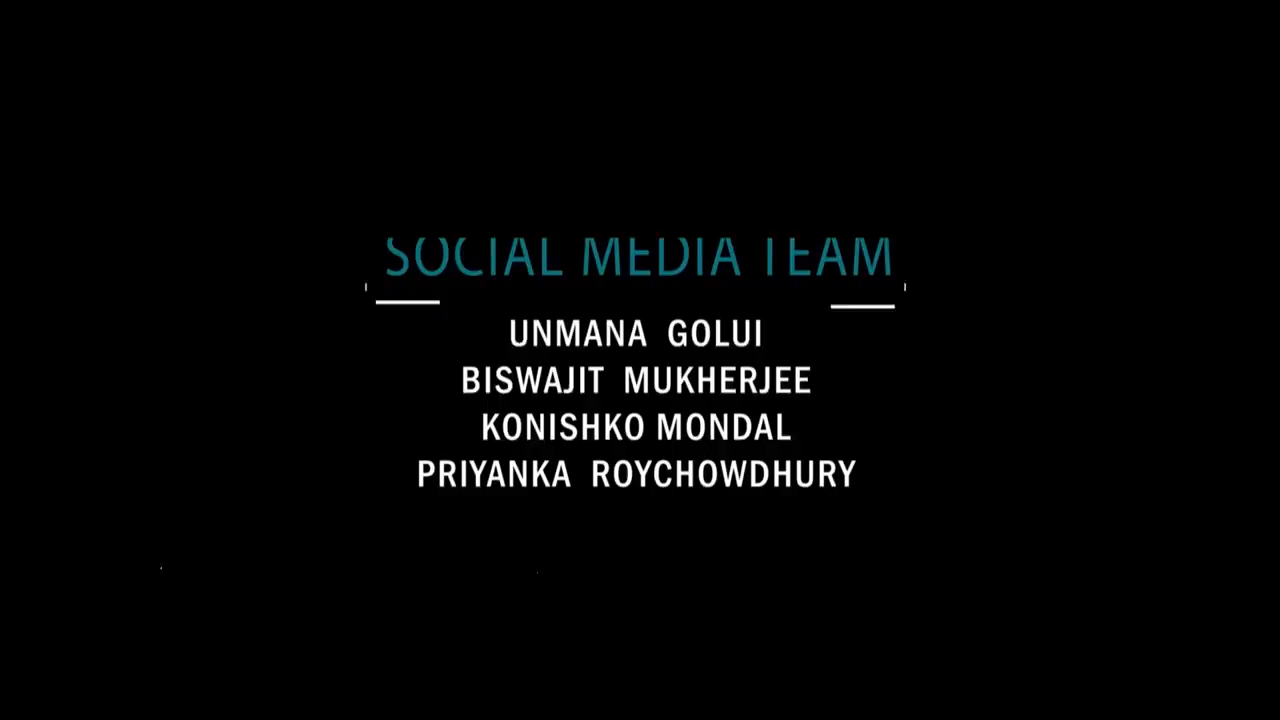 SOCIAL MEDIA TEAM
UNMANA GOLUI
BISWAJIT MUKHERJEE
KONISHKO MONDAL
PRIYANKA ROYCHOWDHURY